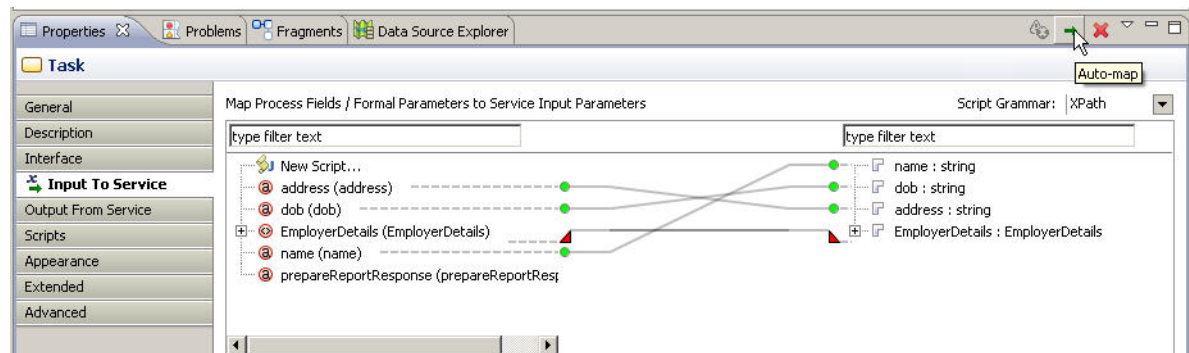 Properties Problems Fragments Data Source Explorer
Task
Auto-map
General
Description
Interface
Input To Service
Output From Service
Scripts
Appearance
Extended
Advanced
Map Process Fields / Formal Parameters to Service Input Parameters
Script Grammar: XPath
type filter text
New Script...
address (address)
dob (dob)
EmployerDetails (EmployerDetails)
name (name)
prepareReportResponse (prepareReportResp
type filter text
name : string
dob : string
address : string
EmployerDetails : EmployerDetails